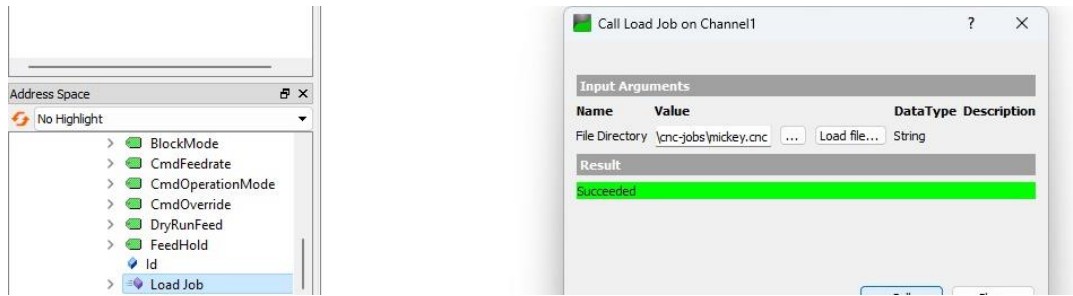 Call Load Job on Channel1
?
Input Arguments
Name Value DataType Description
File Directory \cnc-jobs\mickey.cnc ... Load file... String
Result
Succeeded
Address Space
No Highlight
BlockMode
CmdFeedrate
CmdOperationMode
CmdOverride
DryRunFeed
FeedHold
Id
Load Job